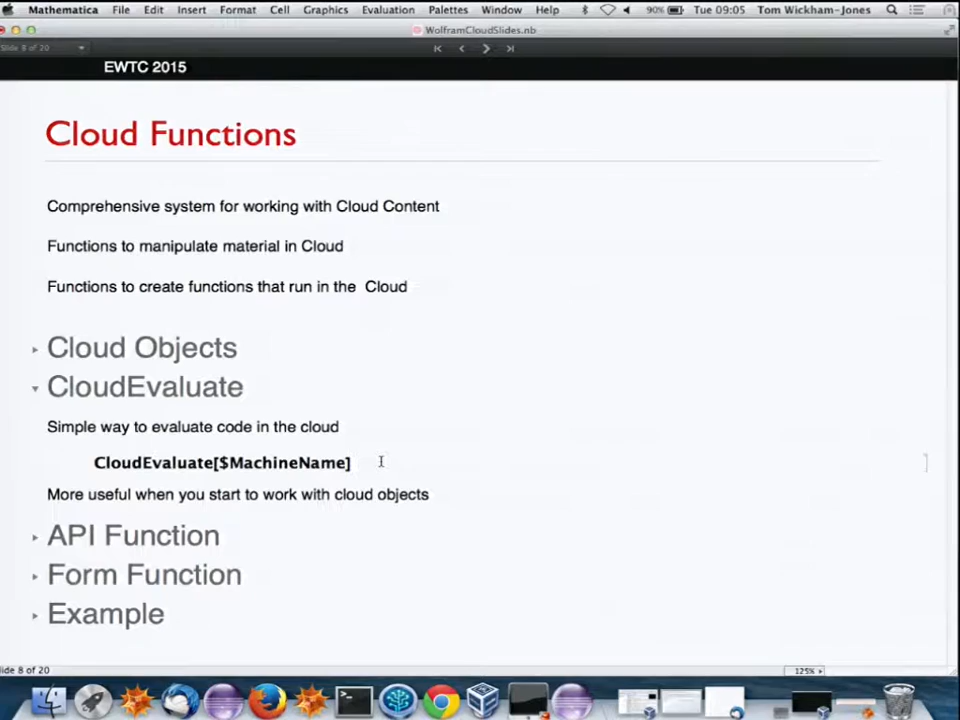 Mathematica File Edit Insert Format Cell Graphics Evaluation Palettes Window Help 90% Tue 09:05 Tom Wickham-Jones
WolframCloudSlides.nb
Slide 8 of 20
EWTC 2015
Cloud Functions
Comprehensive system for working with Cloud Content
Functions to manipulate material in Cloud
Functions to create functions that run in the Cloud
Cloud Objects
CloudEvaluate
Simple way to evaluate code in the cloud
CloudEvaluate[$MachineName]
More useful when you start to work with cloud objects
API Function
Form Function
Example
lide 8 of 20 125%